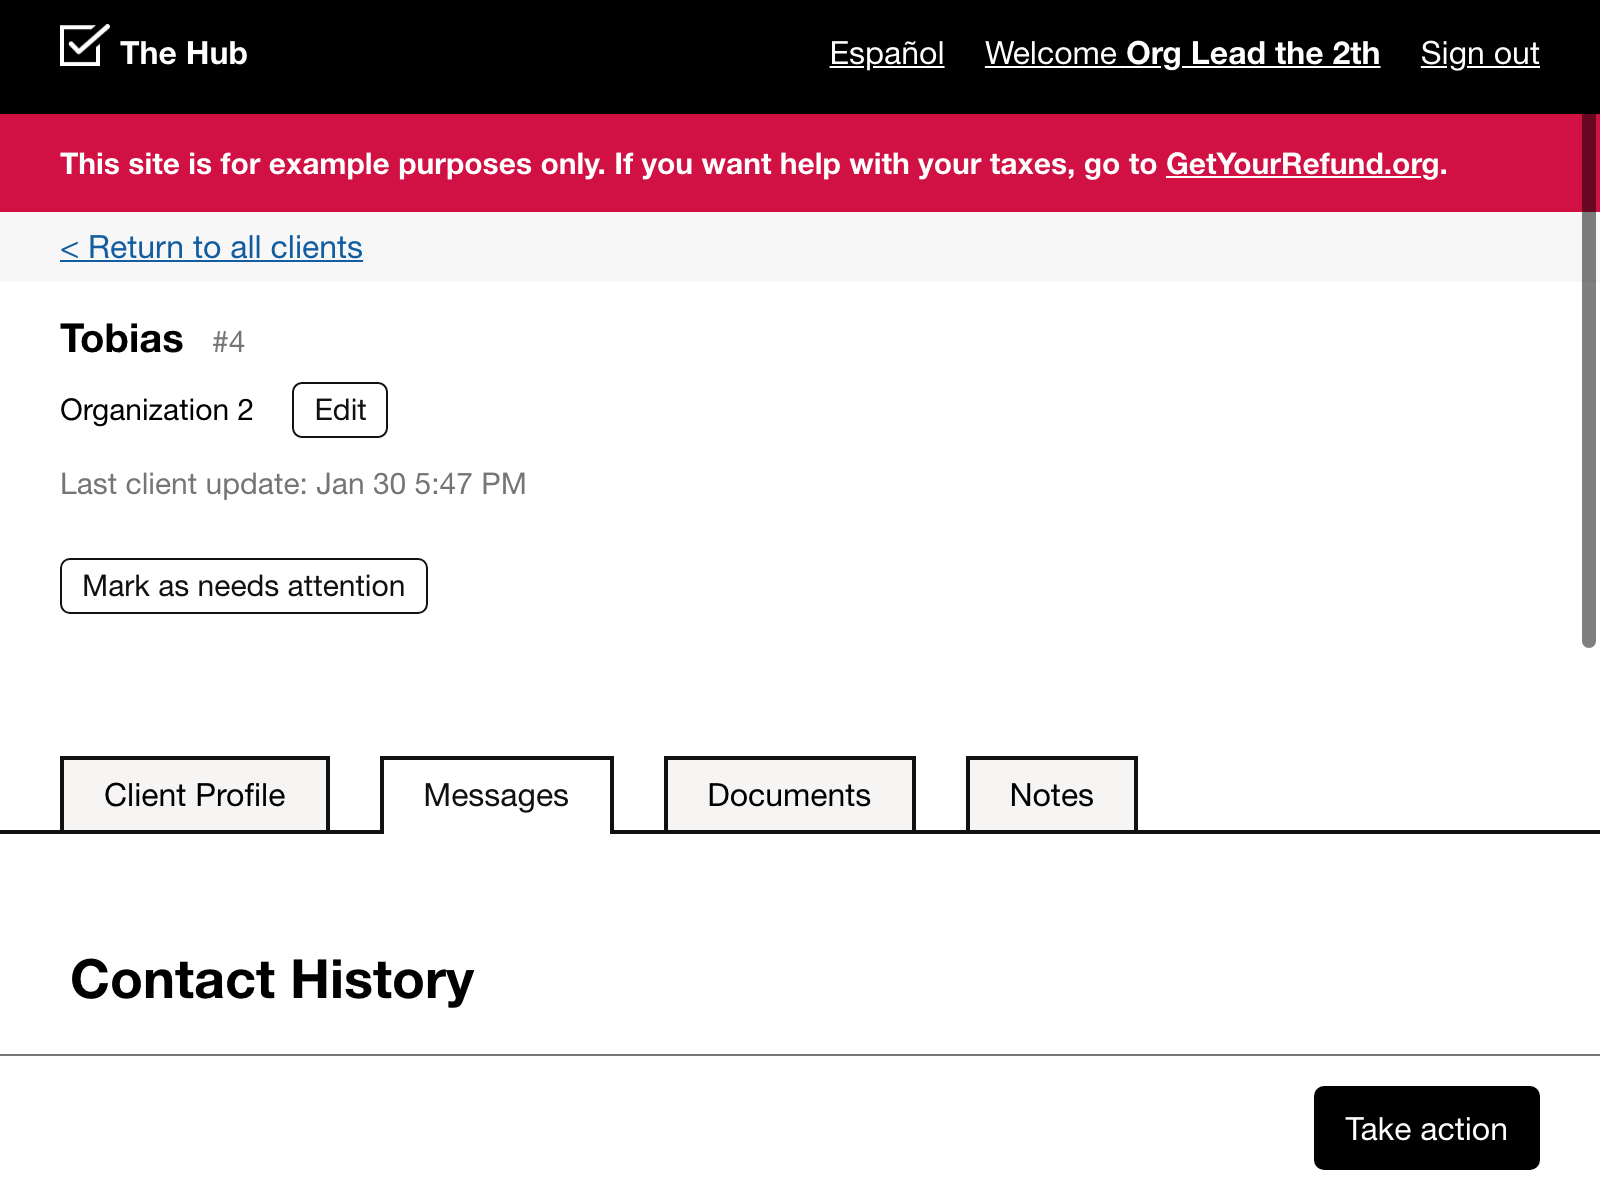 The Hub
Español Welcome Org Lead the 2th Sign out
This site is for example purposes only. If you want help with your taxes, go to GetYourRefund.org.
< Return to all clients
Tobias #4
Organization 2 Edit
Last client update: Jan 30 5:47 PM
Mark as needs attention
Client Profile Messages Documents Notes
Contact History
Take action